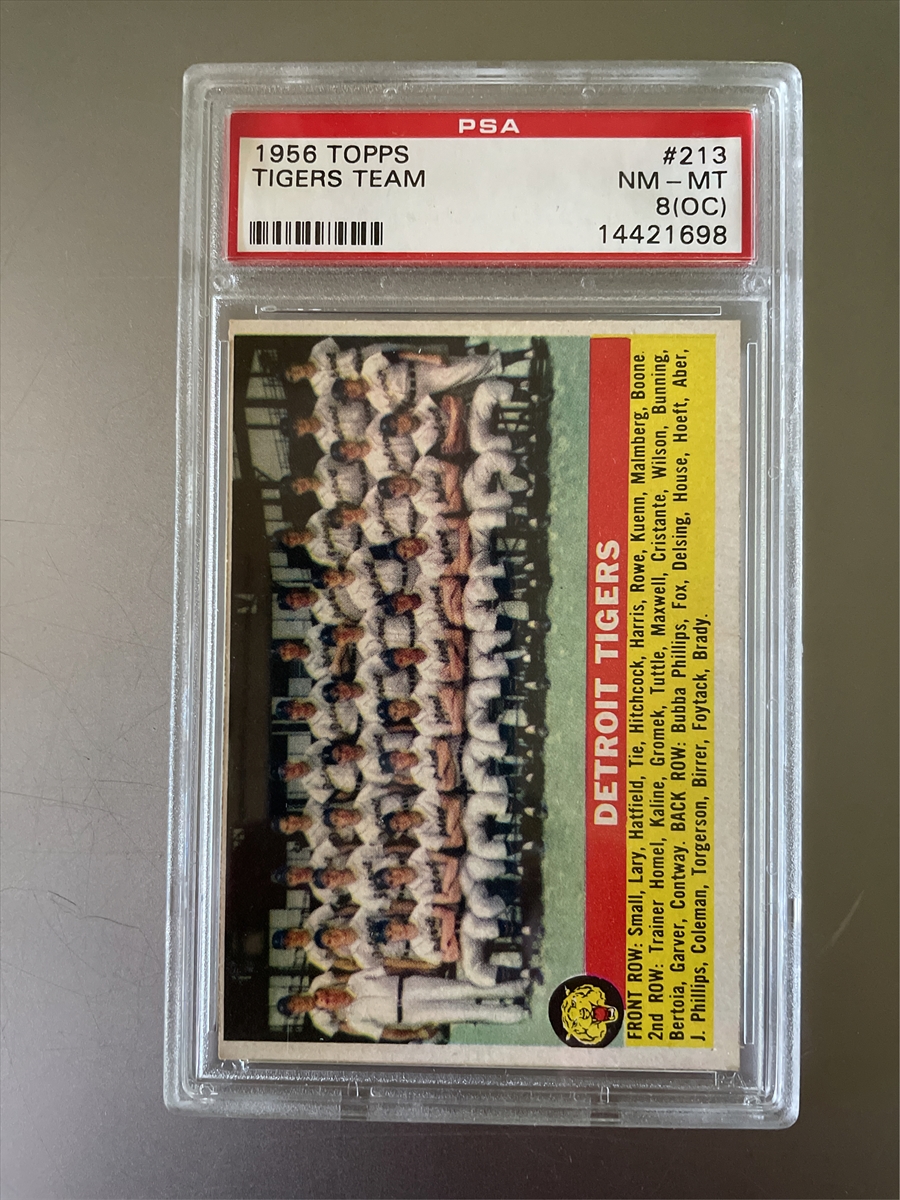 PSA
1956 TOPPS #213
TIGERS TEAM NM-MT
8(OC)
14421698
DETROIT TIGERS
FRONT ROW: Small, Lary, Hatfield, Tie, Hitchcock, Harris, Rowe, Kuenn, Malmberg, Boone.
2nd ROW: Trainer Homel, Kaline, Gromek, Tuttle, Maxwell, Cristante, Wilson, Bunning,
Bertoia, Garver, Contway. BACK ROW: Bubba Phillips, Fox, Delsing, House, Hoeft, Aber,
J. Phillips, Coleman, Torgerson, Birrer, Foytack, Brady.